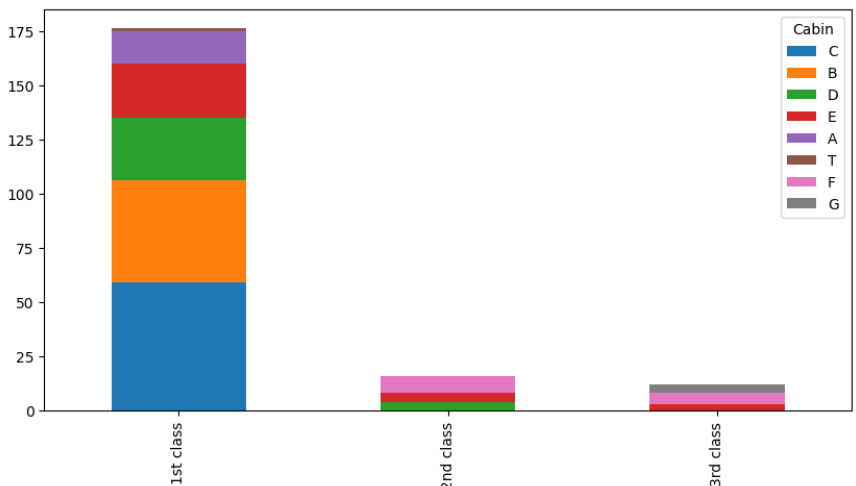 175
150
125
100
75
50
25
0
Cabin
C
B
D
E
A
T
F
G
1st class
2nd class
3rd class